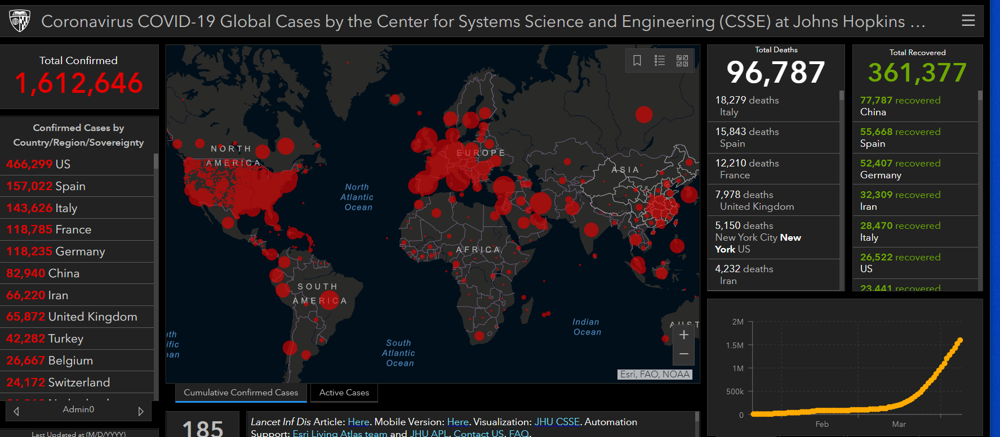 Coronavirus COVID-19 Global Cases by the Center for Systems Science and Engineering (CSSE) at Johns Hopkins ...
Total Confirmed
1,612,646
Confirmed Cases by
Country/Region/Sovereignty
466,299 US
157,022 Spain
143,626 Italy
118,785 France
118,235 Germany
82,940 China
66,220 Iran
65,872 United Kingdom
42,282 Turkey
26,667 Belgium
24,172 Switzerland
Admin0
Last Updated at (M/D/YYYY)
NORTH
AMERICA
EUROPE
ASIA
North
Atlantic
Ocean
AFRICA
SOUTH
AMERICA
Indian
Ocean
AUST
uth
ific
ean
South
Atlantic
Ocean
+
−
Esri, FAO, NOAA
Cumulative Confirmed Cases
Active Cases
185
Lancet Inf Dis Article: Here. Mobile Version: Here. Visualization: JHU CSSE. Automation
Support: Esri Living Atlas team and JHU APL. Contact US. FAQ.
Total Deaths
96,787
18,279 deaths
Italy
15,843 deaths
Spain
12,210 deaths
France
7,978 deaths
United Kingdom
5,150 deaths
New York City New
York US
4,232 deaths
Iran
Total Recovered
361,377
77,787 recovered
China
55,668 recovered
Spain
52,407 recovered
Germany
32,309 recovered
Iran
28,470 recovered
Italy
26,522 recovered
US
23,441 recovered
2M
1.5M
1M
500k
0
Feb
Mar